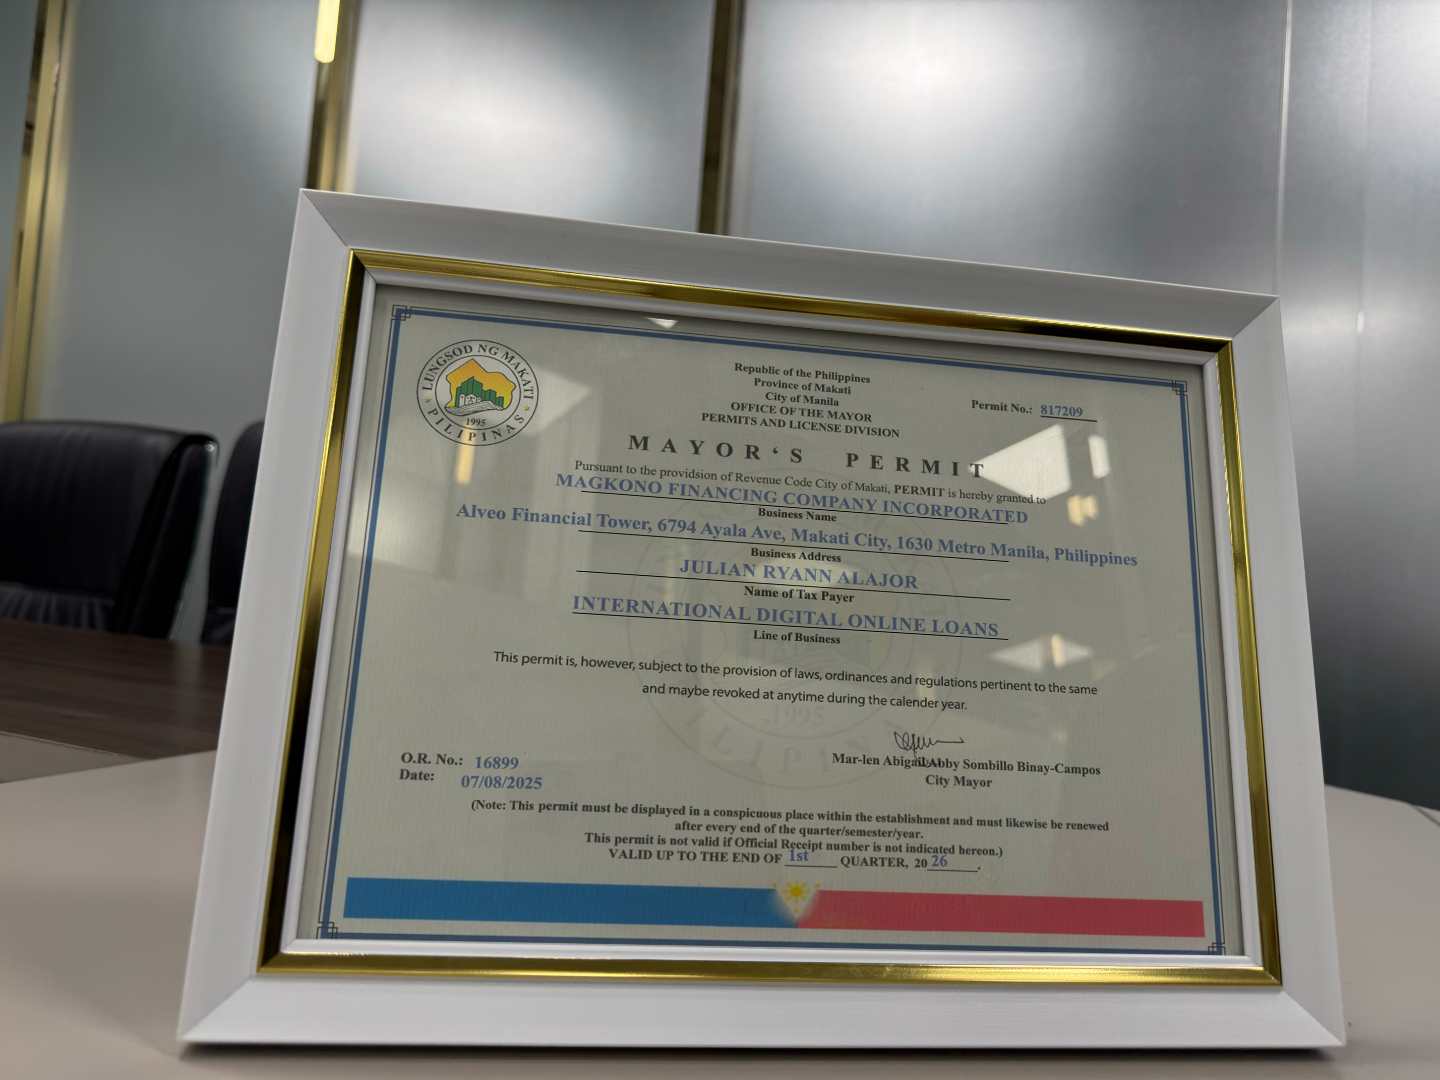 LUNGSOD NG MAKATI
1995
PILIPINAS
Republic of the Philippines
Province of Makati
City of Manila
OFFICE OF THE MAYOR
PERMITS AND LICENSE DIVISION
Permit No.: 817209
MAYOR‘S PERMIT
Pursuant to the providsion of Revenue Code City of Makati, PERMIT is hereby granted to
MAGKONO FINANCING COMPANY INCORPORATED
Business Name
Alveo Financial Tower, 6794 Ayala Ave, Makati City, 1630 Metro Manila, Philippines
Business Address
JULIAN RYANN ALAJOR
Name of Tax Payer
INTERNATIONAL DIGITAL ONLINE LOANS
Line of Business
This permit is, however, subject to the provision of laws, ordinances and regulations pertinent to the same
and maybe revoked at anytime during the calender year.
Mar-len Abigail Abby Sombillo Binay-Campos
City Mayor
O.R. No.: 16899
Date: 07/08/2025
(Note: This permit must be displayed in a conspicuous place within the establishment and must likewise be renewed
after every end of the quarter/semester/year.
This permit is not valid if Official Receipt number is not indicated hereon.)
VALID UP TO THE END OF 1st QUARTER, 20 26.